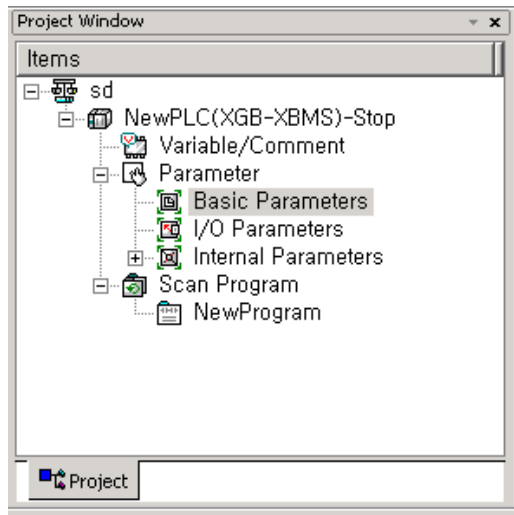 Project Window
Items
sd
NewPLC(XGB-XBMS)-Stop
Variable/Comment
Parameter
Basic Parameters
I/O Parameters
Internal Parameters
Scan Program
NewProgram
Project